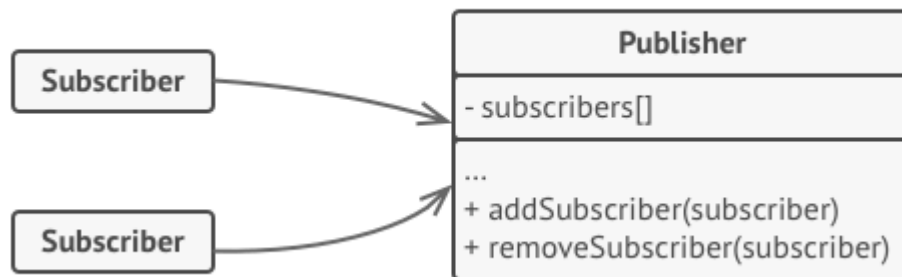 Subscriber
Subscriber
Publisher
- subscribers[]
...
+ addSubscriber(subscriber)
+ removeSubscriber(subscriber)